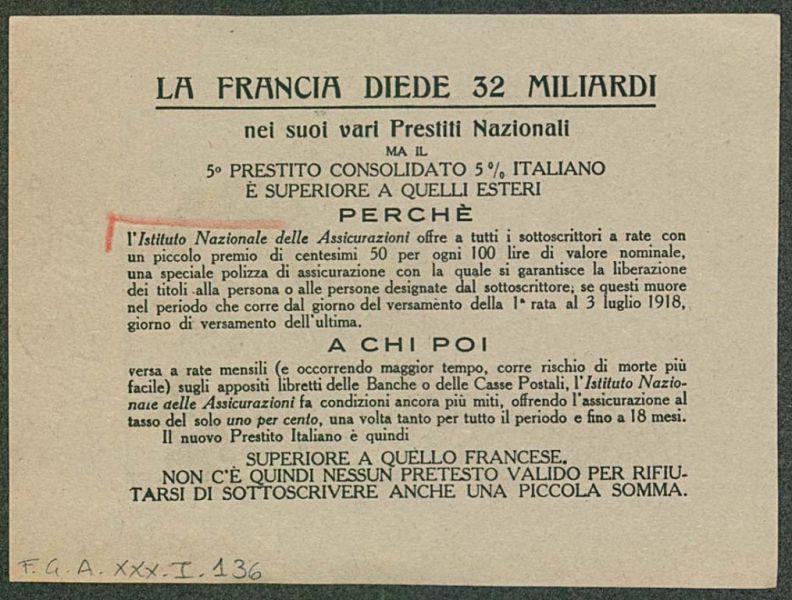 LA FRANCIA DIEDE 32 MILIARDI
nei suoi vari Prestiti Nazionali
MA IL
5º PRESTITO CONSOLIDATO 5 % ITALIANO
È SUPERIORE A QUELLI ESTERI
PERCHÈ
l'Istituto Nazionale delle Assicurazioni offre a tutti i sottoscrittori a rate con
un piccolo premio di centesimi 50 per ogni 100 lire di valore nominale,
una speciale polizza di assicurazione con la quale si garantisce la liberazione
dei titoli alla persona o alle persone designate dal sottoscrittore; se questi muore
nel periodo che corre dal giorno del versamento della 1ª rata al 3 luglio 1918,
giorno di versamento dell'ultima.
A CHI POI
versa a rate mensili (e occorrendo maggior tempo, corre rischio di morte più
facile) sugli appositi libretti delle Banche o delle Casse Postali, l'Istituto Nazio-
nale delle Assicurazioni fa condizioni ancora più miti, offrendo l'assicurazione al
tasso del solo uno per cento, una volta tanto per tutto il periodo e fino a 18 mesi.
Il nuovo Prestito Italiano è quindi
SUPERIORE A QUELLO FRANCESE.
NON C'È QUINDI NESSUN PRETESTO VALIDO PER RIFIU-
TARSI DI SOTTOSCRIVERE ANCHE UNA PICCOLA SOMMA.
F. G. A. XXX. I. 136